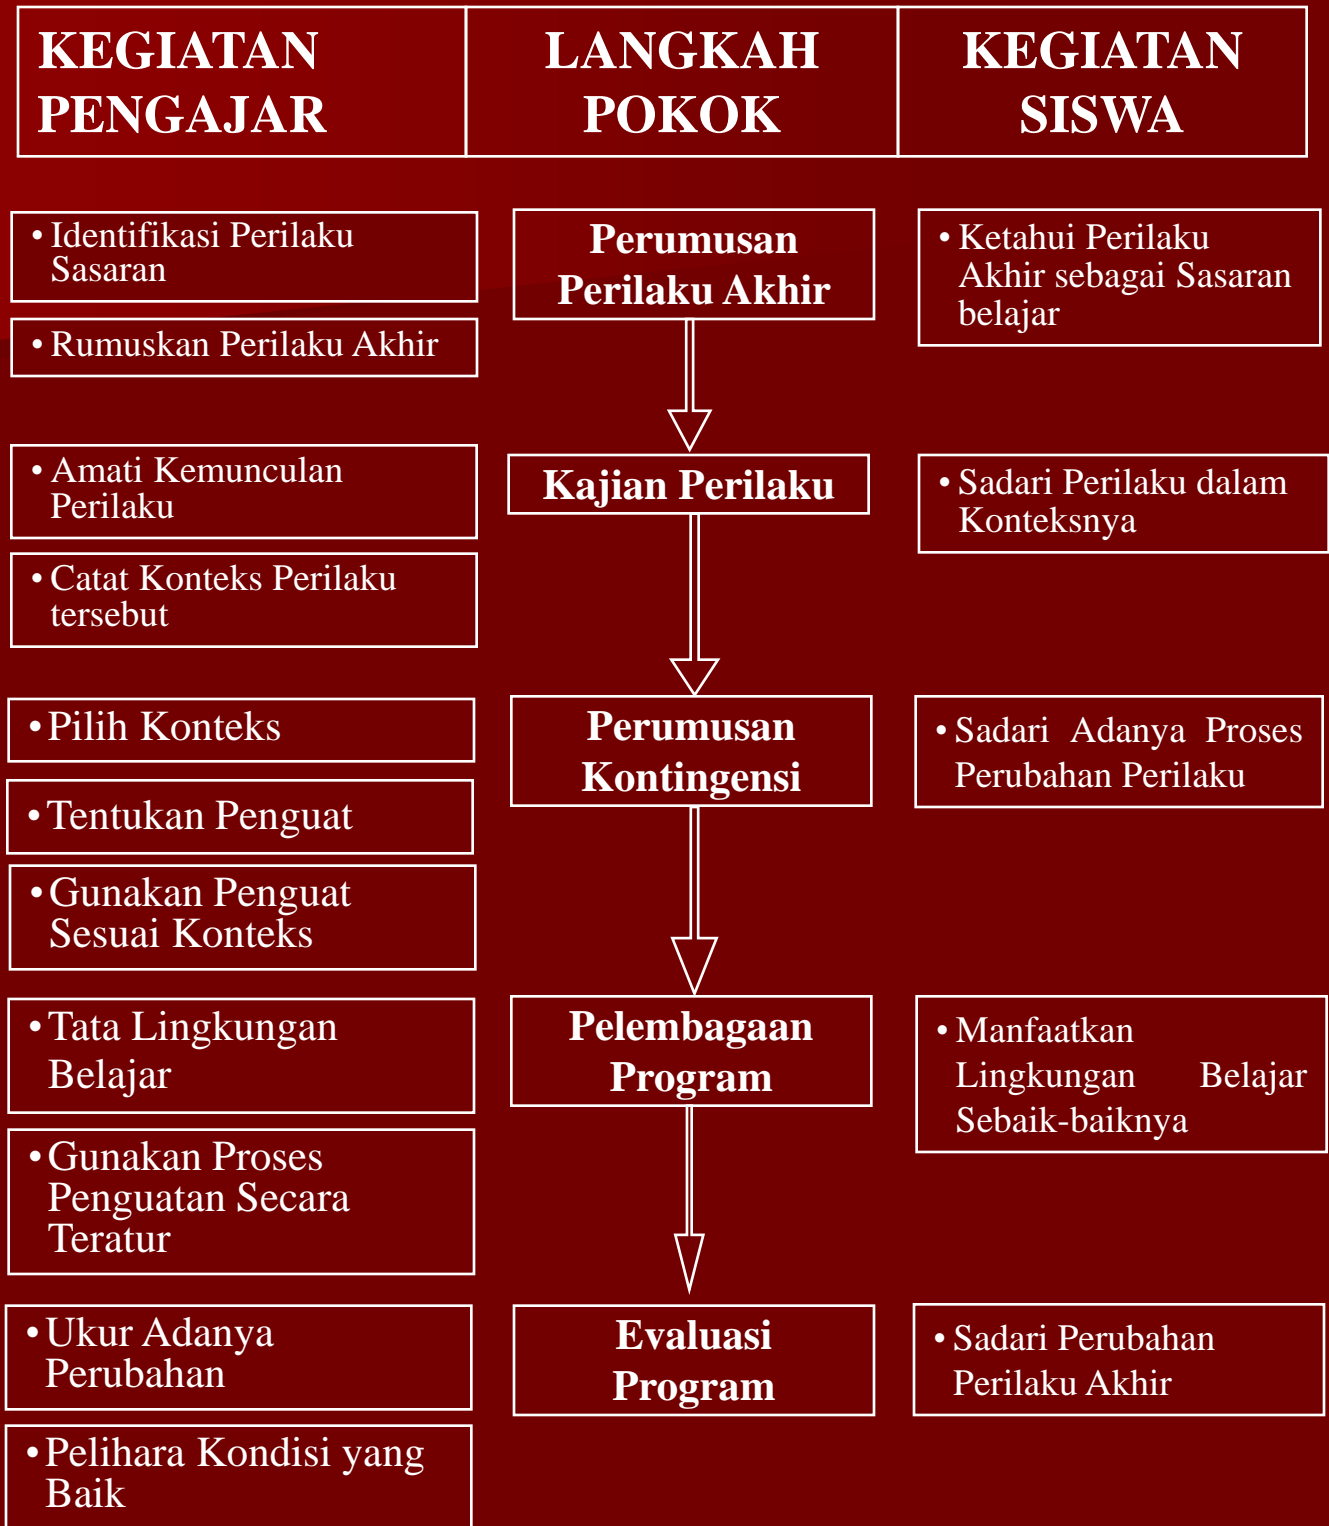 KEGIATAN
PENGAJAR
LANGKAH
POKOK
KEGIATAN
SISWA
• Identifikasi Perilaku
Sasaran
• Rumuskan Perilaku Akhir
Perumusan
Perilaku Akhir
• Ketahui Perilaku
Akhir sebagai Sasaran
belajar
• Amati Kemunculan
Perilaku
• Catat Konteks Perilaku
tersebut
Kajian Perilaku
• Sadari Perilaku dalam
Konteksnya
• Pilih Konteks
• Tentukan Penguat
• Gunakan Penguat
Sesuai Konteks
Perumusan
Kontingensi
• Sadari Adanya Proses
Perubahan Perilaku
• Tata Lingkungan
Belajar
• Gunakan Proses
Penguatan Secara
Teratur
Pelembagaan
Program
• Manfaatkan
Lingkungan Belajar
Sebaik-baiknya
• Ukur Adanya
Perubahan
• Pelihara Kondisi yang
Baik
Evaluasi
Program
• Sadari Perubahan
Perilaku Akhir